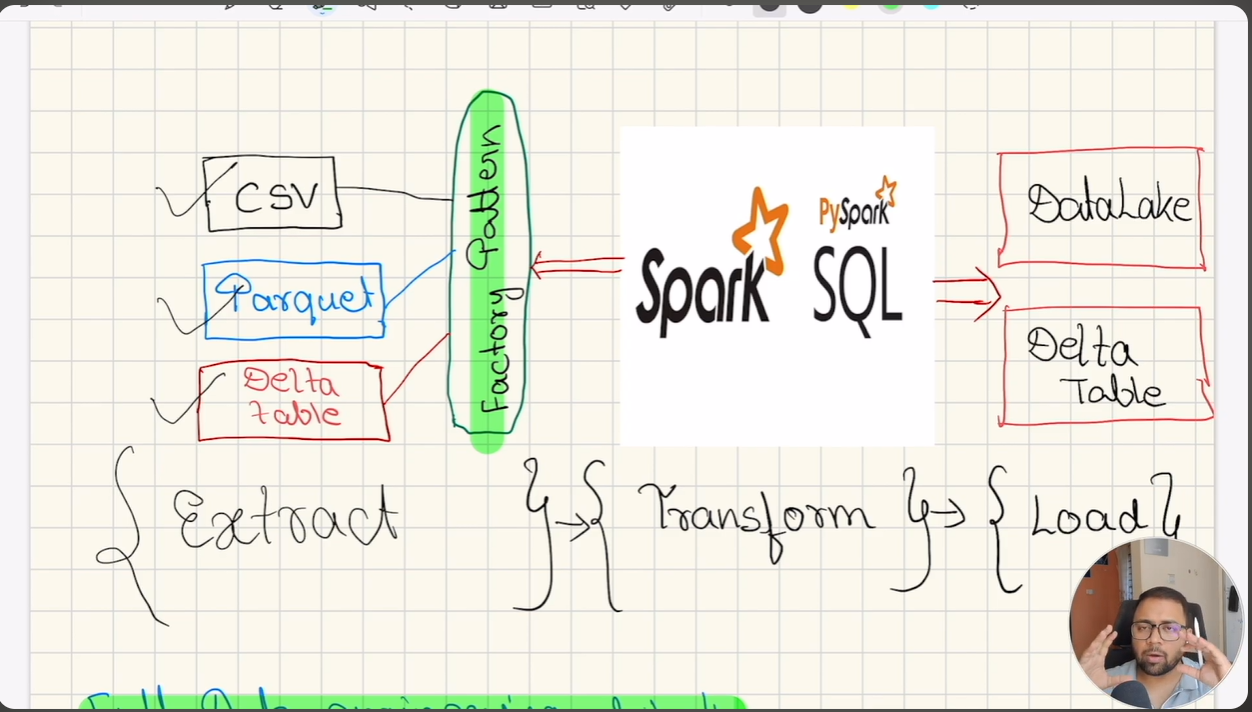 CSV
Parquet
Delta
table
Factory Pattern
Spark
PySpark
SQL
DataLake
Delta
Table
{ Extract } → { Transform } → { Load }